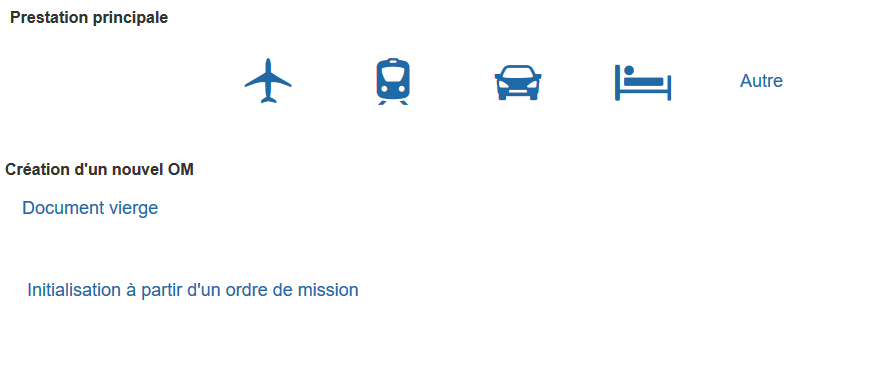 Prestation principale
Autre
Création d'un nouvel OM
Document vierge
Initialisation à partir d'un ordre de mission